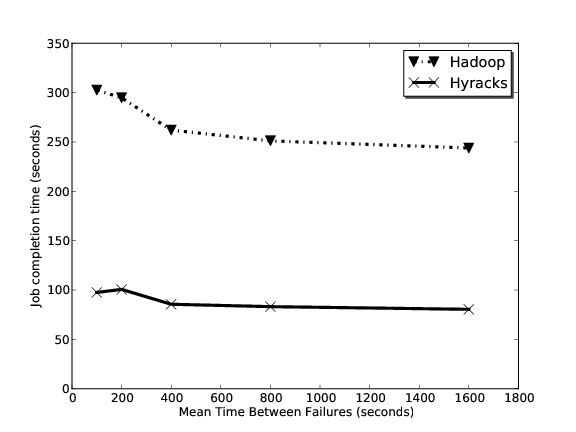 350
300
250
200
150
100
50
0
Job completion time (seconds)
Hadoop
Hyracks
0 200 400 600 800 1000 1200 1400 1600 1800
Mean Time Between Failures (seconds)